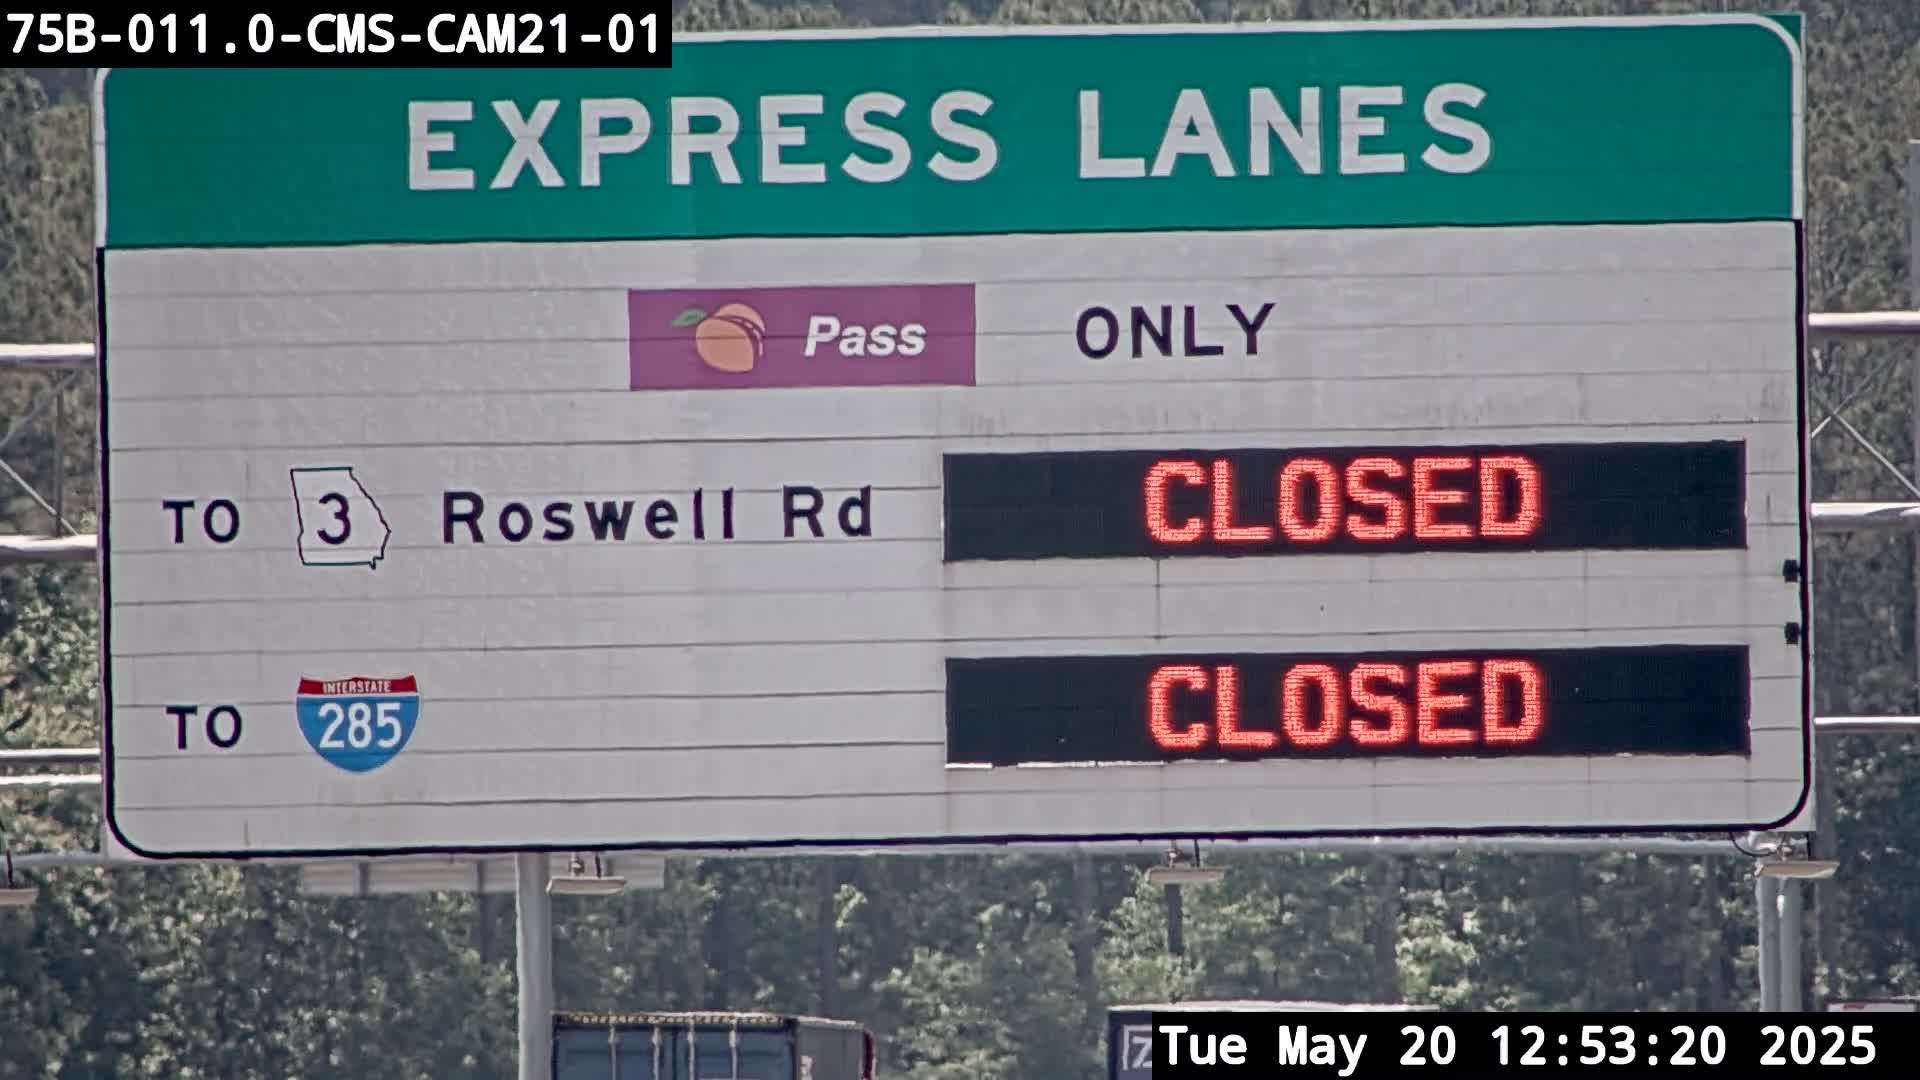 75B-011.0-CMS-CAM21-01
EXPRESS LANES
Pass ONLY
TO 3 Roswell Rd CLOSED
INTERSTATE
TO 285 CLOSED
Tue May 20 12:53:20 2025